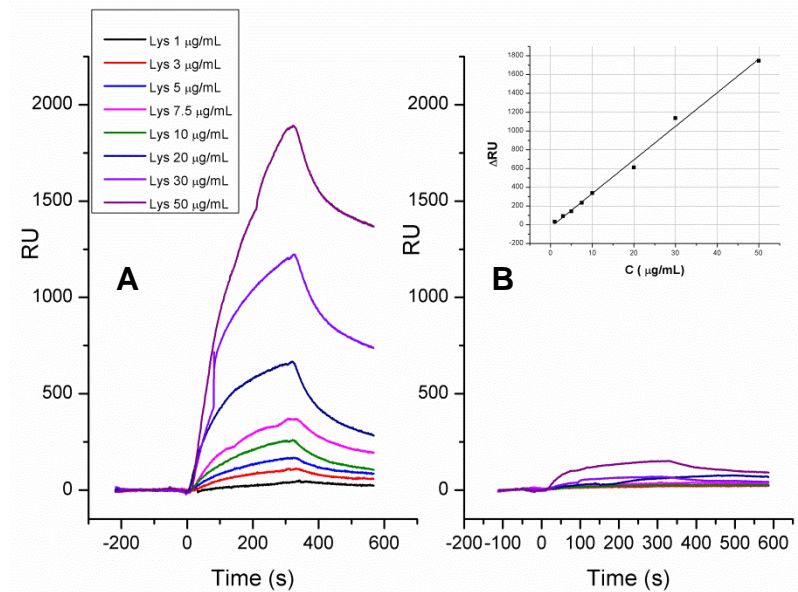 Lys 1 μg/mL
Lys 3 μg/mL
Lys 5 μg/mL
Lys 7.5 μg/mL
Lys 10 μg/mL
Lys 20 μg/mL
Lys 30 μg/mL
Lys 50 μg/mL
2000
1500
1000
500
0
RU
A
-200 0 200 400 600
Time (s)
2000
1500
1000
500
0
RU
B
-200 -100 0 100 200 300 400 500 600
Time (s)
1800
1600
1400
1200
1000
800
600
400
200
0
-200
ΔRU
0 10 20 30 40 50
C ( μg/mL)